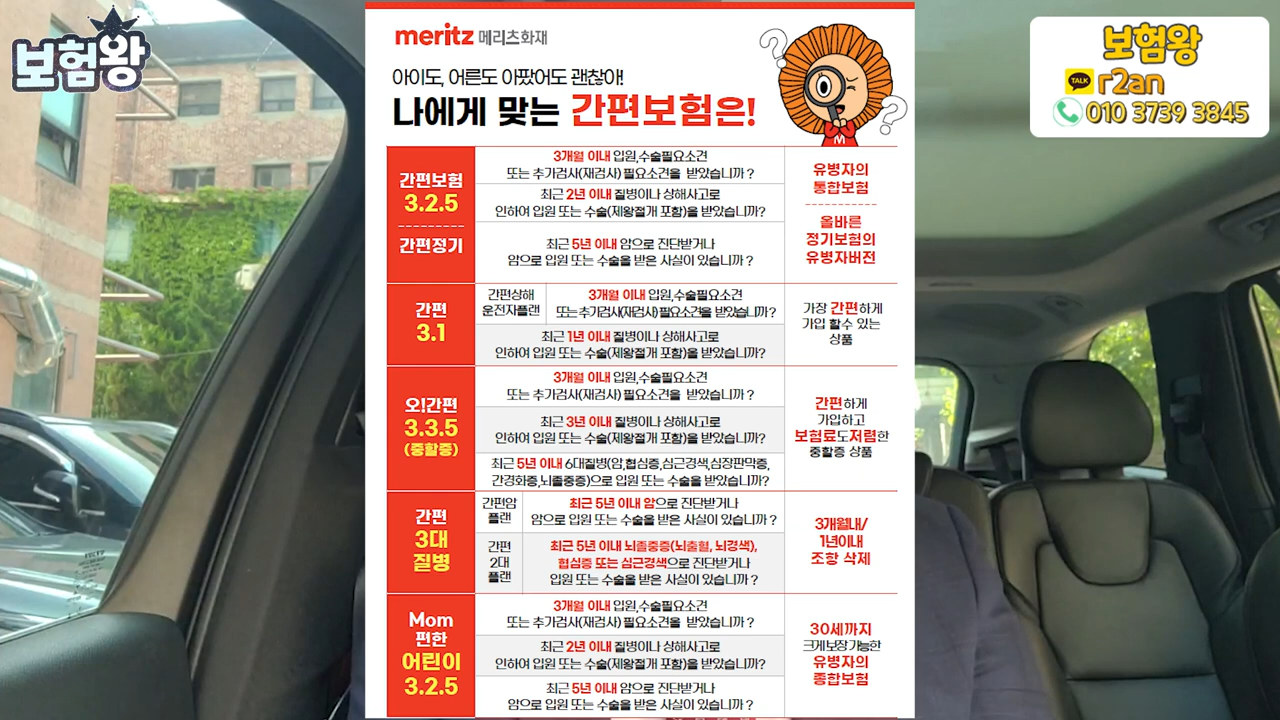 보험왕
보험왕
TALK r2an
010 3739 3845
meritz 메리츠화재
아이도, 어른도 아팠어도 괜찮아!
나에게 맞는 간편보험은!
M
간편보험
3.2.5
간편정기
3개월 이내 입원,수술필요소견
또는 추가검사(재검사) 필요소견을 받았습니까 ?
최근 2년 이내 질병이나 상해사고로
인하여 입원 또는 수술(제왕절개 포함)을 받았습니까?
최근 5년 이내 암으로 진단받거나
암으로 입원 또는 수술을 받은 사실이 있습니까 ?
유병자의
통합보험
올바른
정기보험의
유병자버전
간편
3.1
간편상해
운전자플랜
3개월 이내 입원,수술필요소견
또는 추가검사(재검사) 필요소견을 받았습니까 ?
최근 1년 이내 질병이나 상해사고로
인하여 입원 또는 수술(제왕절개 포함)을 받았습니까?
가장 간편하게
가입 할수 있는
상품
오!간편
3.3.5
(중할증)
3개월 이내 입원,수술필요소견
또는 추가검사(재검사) 필요소견을 받았습니까 ?
최근 3년 이내 질병이나 상해사고로
인하여 입원 또는 수술(제왕절개 포함)을 받았습니까?
최근 5년 이내 6대질병(암,협심증,심근경색,심장판막증,
간경화증,뇌졸중증)으로 입원 또는 수술을 받았습니까?
간편하게
가입하고
보험료도저렴한
중할증 상품
간편
3대
질병
간편암
플랜
최근 5년 이내 암으로 진단받거나
암으로 입원 또는 수술을 받은 사실이 있습니까 ?
간편
2대
플랜
최근 5년 이내 뇌졸중증(뇌출혈, 뇌경색),
협심증 또는 심근경색으로 진단받거나
입원 또는 수술을 받은 사실이 있습니까 ?
3개월내/
1년이내
조항 삭제
Mom
편한
어린이
3.2.5
3개월 이내 입원,수술필요소견
또는 추가검사(재검사) 필요소견을 받았습니까 ?
최근 2년 이내 질병이나 상해사고로
인하여 입원 또는 수술(제왕절개 포함)을 받았습니까?
최근 5년 이내 암으로 진단받거나
암으로 입원 또는 수술을 받은 사실이 있습니까 ?
30세까지
크게보장가능한
유병자의
종합보험